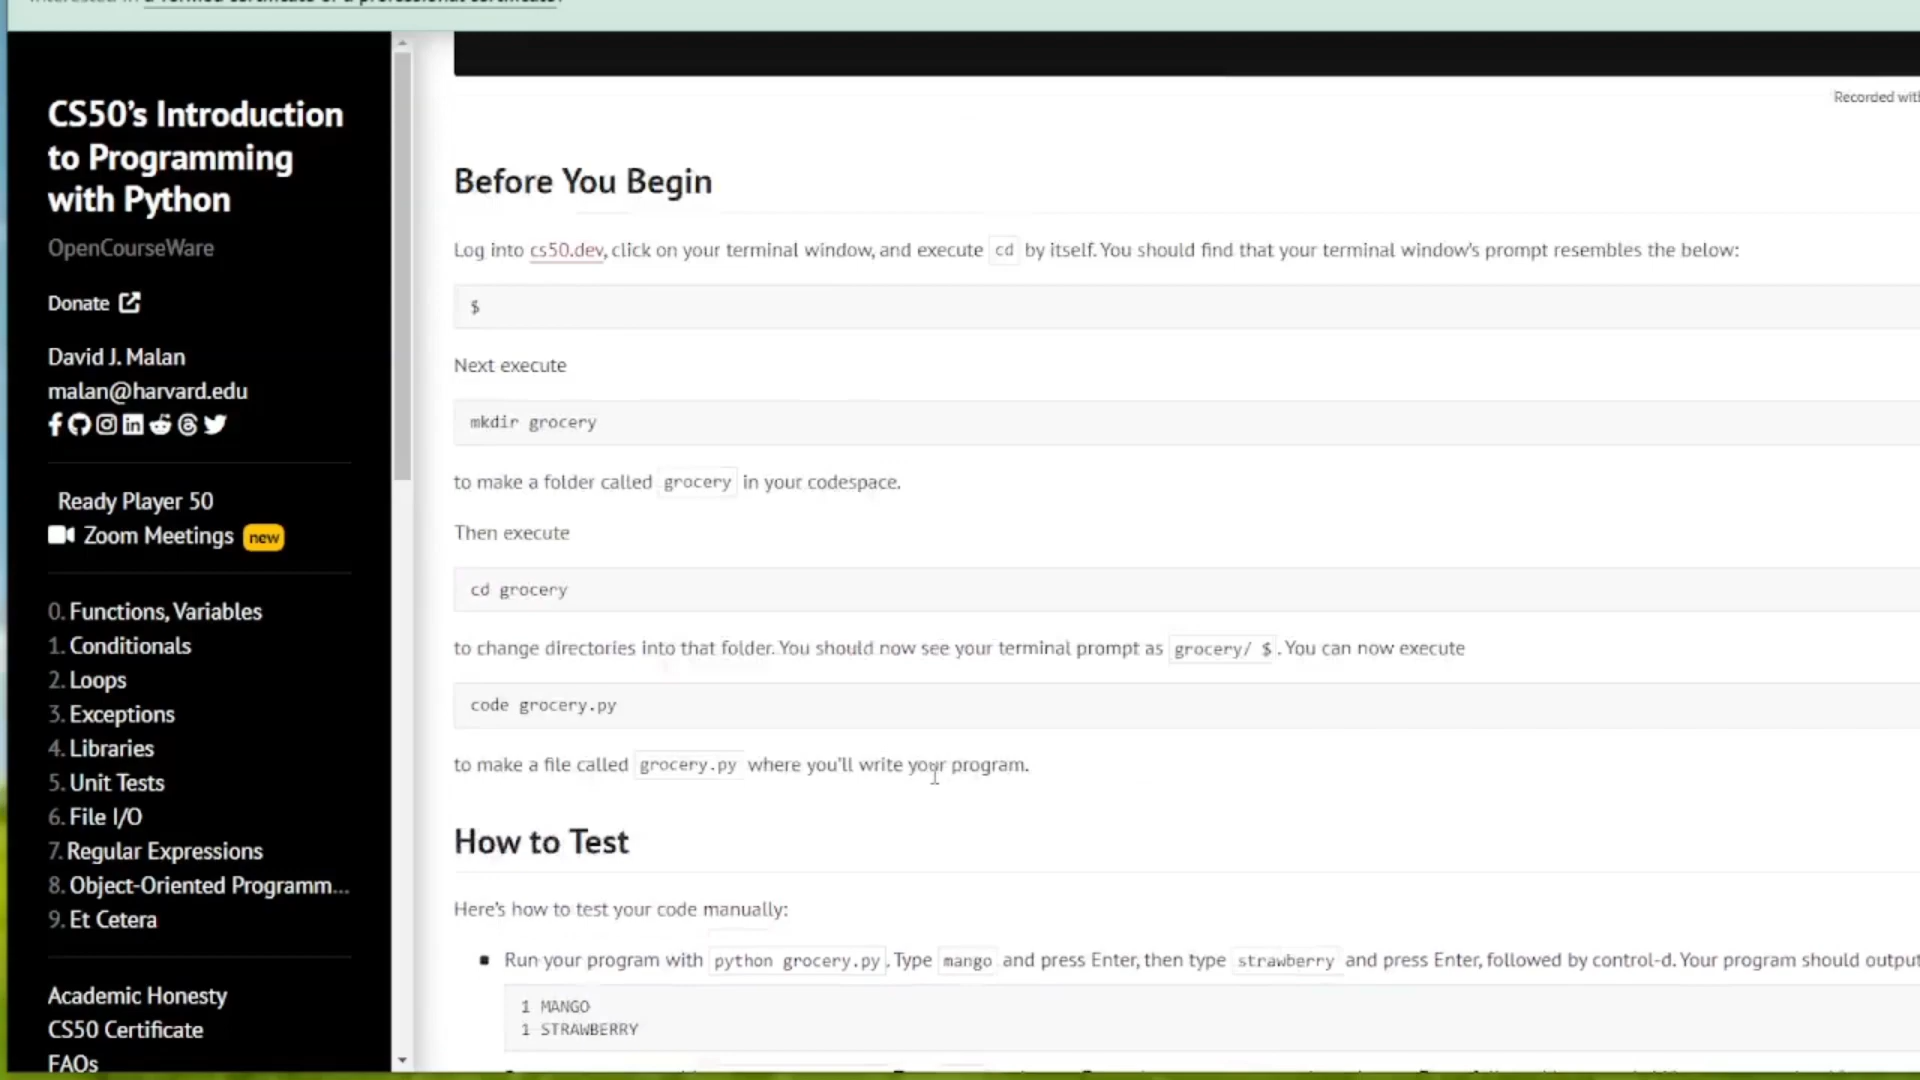 CS50's Introduction
to Programming
with Python
OpenCourseWare
Donate
David J. Malan
malan@harvard.edu
Ready Player 50
Zoom Meetings new
0. Functions, Variables
1. Conditionals
2. Loops
3. Exceptions
4. Libraries
5. Unit Tests
6. File I/O
7. Regular Expressions
8. Object-Oriented Programm...
9. Et Cetera
Academic Honesty
CS50 Certificate
FAQs
Recorded with
Before You Begin
Log into cs50.dev, click on your terminal window, and execute cd by itself. You should find that your terminal window's prompt resembles the below:
$
Next execute
mkdir grocery
to make a folder called grocery in your codespace.
Then execute
cd grocery
to change directories into that folder. You should now see your terminal prompt as grocery/ $. You can now execute
code grocery.py
to make a file called grocery.py where you'll write your program.
How to Test
Here's how to test your code manually:
Run your program with python grocery.py. Type mango and press Enter, then type strawberry and press Enter, followed by control-d. Your program should output
1 MANGO
1 STRAWBERRY